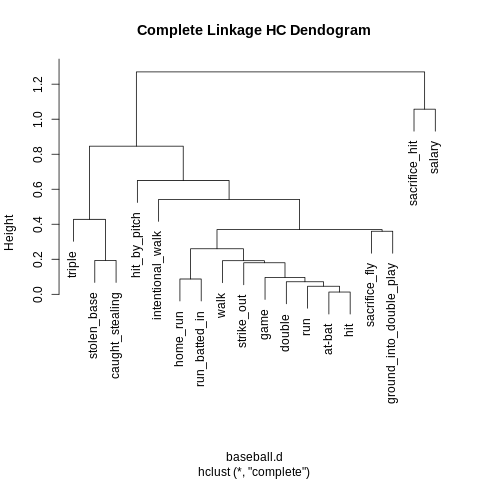 Complete Linkage HC Dendogram
Height
0.0
0.2
0.4
0.6
0.8
1.0
1.2
triple
stolen_base
caught_stealing
hit_by_pitch
intentional_walk
home_run
run_batted_in
walk
strike_out
game
double
run
at-bat
hit
sacrifice_fly
ground_into_double_play
sacrifice_hit
salary
baseball.d
hclust (*, "complete")